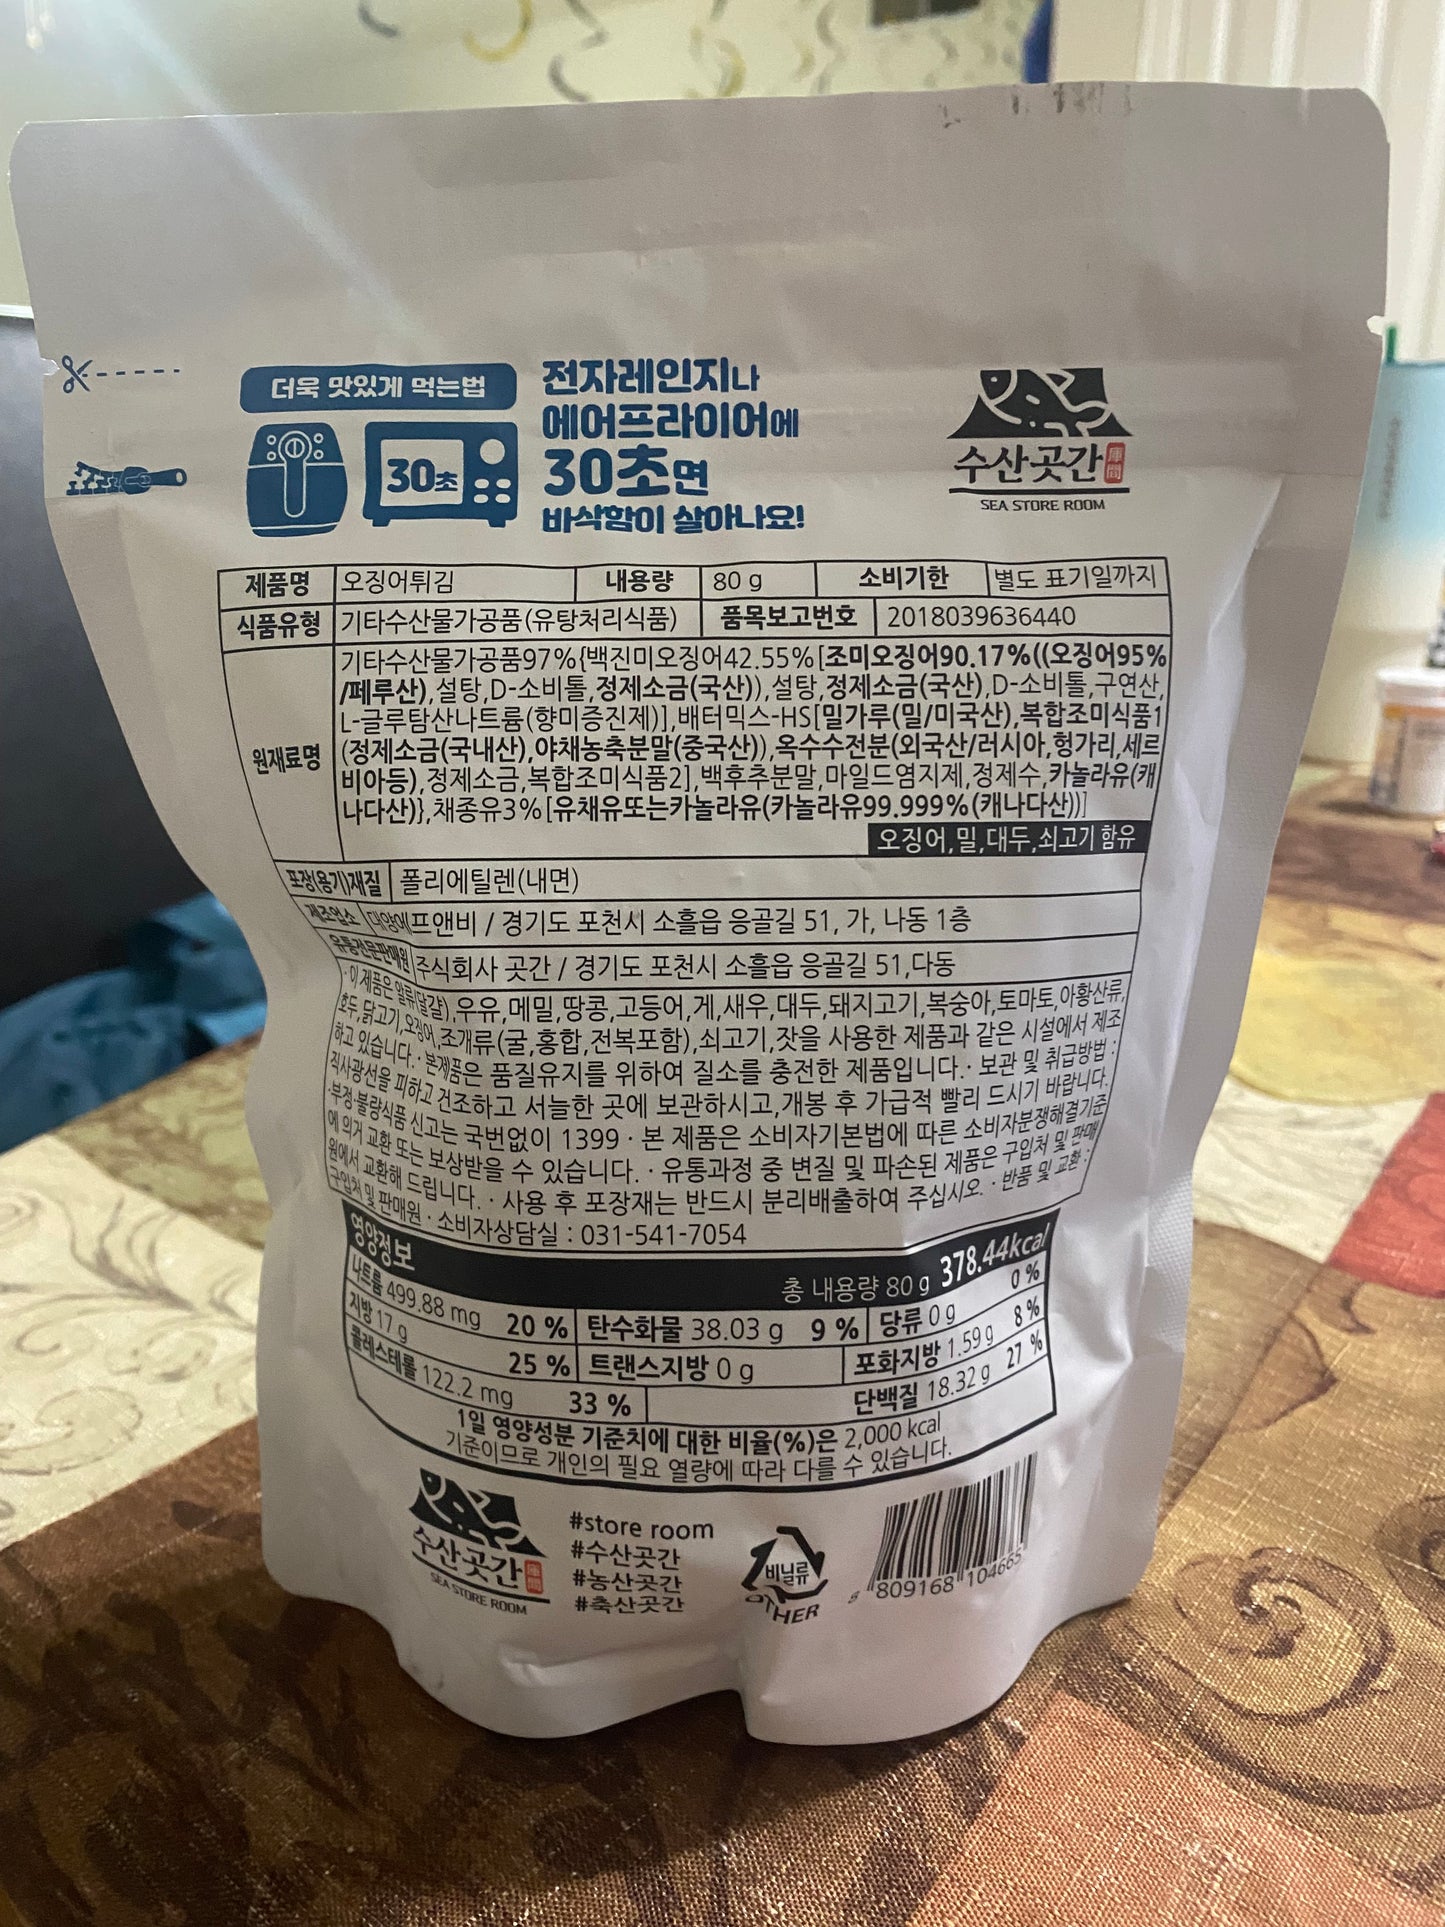 더욱 맛있게 먹는법
30초
전자레인지나
에어프라이어에
30초면
바삭함이 살아나요!
수산곳간 庫間
SEA STORE ROOM
제품명 오징어튀김 내용량 80 g 소비기한 별도 표기일까지
식품유형 기타수산물가공품(유탕처리식품) 품목보고번호 2018039636440
원재료명
기타수산물가공품97%{백진미오징어42.55%[조미오징어90.17%((오징어95%
/페루산),설탕,D-소비톨,정제소금(국산)),설탕,정제소금(국산),D-소비톨,구연산,
L-글루탐산나트륨(향미증진제)],배터믹스-HS[밀가루(밀/미국산),복합조미식품1
(정제소금(국내산),야채농축분말(중국산)),옥수수전분(외국산/러시아,헝가리,세르
비아등),정제소금,복합조미식품2],백후추분말,마일드염지제,정제수,카놀라유(캐
나다산)},채종유3%[유채유또는카놀라유(카놀라유99.999%(캐나다산))]
오징어,밀,대두,쇠고기 함유
포장(용기)재질 폴리에틸렌(내면)
제조업소 대양에프앤비 / 경기도 포천시 소흘읍 응골길 51, 가, 나동 1층
유통전문판매원 주식회사 곳간 / 경기도 포천시 소흘읍 응골길 51,다동
· 이 제품은 알류(달걀),우유,메밀,땅콩,고등어,게,새우,대두,돼지고기,복숭아,토마토,아황산류,
호두,닭고기,오징어,조개류(굴,홍합,전복포함),쇠고기,잣을 사용한 제품과 같은 시설에서 제조
하고 있습니다. · 본제품은 품질유지를 위하여 질소를 충전한 제품입니다. · 보관 및 취급방법 :
직사광선을 피하고 건조하고 서늘한 곳에 보관하시고,개봉 후 가급적 빨리 드시기 바랍니다.
·부정·불량식품 신고는 국번없이 1399 · 본 제품은 소비자기본법에 따른 소비자분쟁해결기준
에 의거 교환 또는 보상받을 수 있습니다. · 유통과정 중 변질 및 파손된 제품은 구입처 및 판매
원에서 교환해 드립니다. · 사용 후 포장재는 반드시 분리배출하여 주십시오. · 반품 및 교환 :
구입처 및 판매원 · 소비자상담실 : 031-541-7054
영양정보 총 내용량 80 g 378.44kcal
나트륨 499.88 mg 20 % 탄수화물 38.03 g 9 % 당류 0 g 0 %
지방 17 g 25 % 트랜스지방 0 g 포화지방 1.59 g 8 %
콜레스테롤 122.2 mg 33 % 단백질 18.32 g 27 %
1일 영양성분 기준치에 대한 비율(%)은 2,000 kcal
기준이므로 개인의 필요 열량에 따라 다를 수 있습니다.
수산곳간 庫間
SEA STORE ROOM
#store room
#수산곳간
#농산곳간
#축산곳간
비닐류
OTHER
8 809168 104665